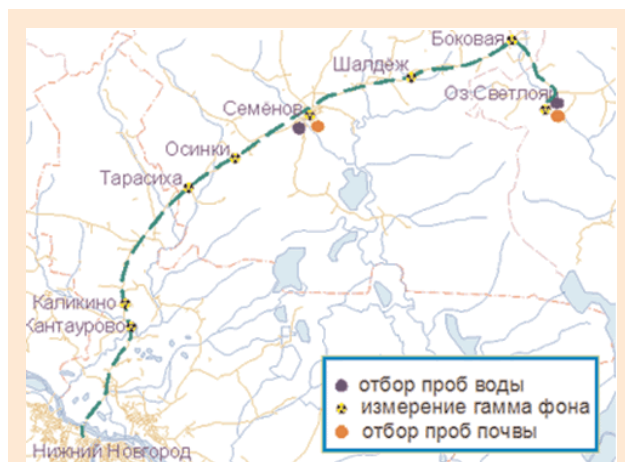 Боковая
Шалдёж
Оз.Светлояр
Семёнов
Осинки
Тарасиха
Каликино
Кантаурово
отбор проб воды
измерение гамма фона
отбор проб почвы
Нижний Новгород